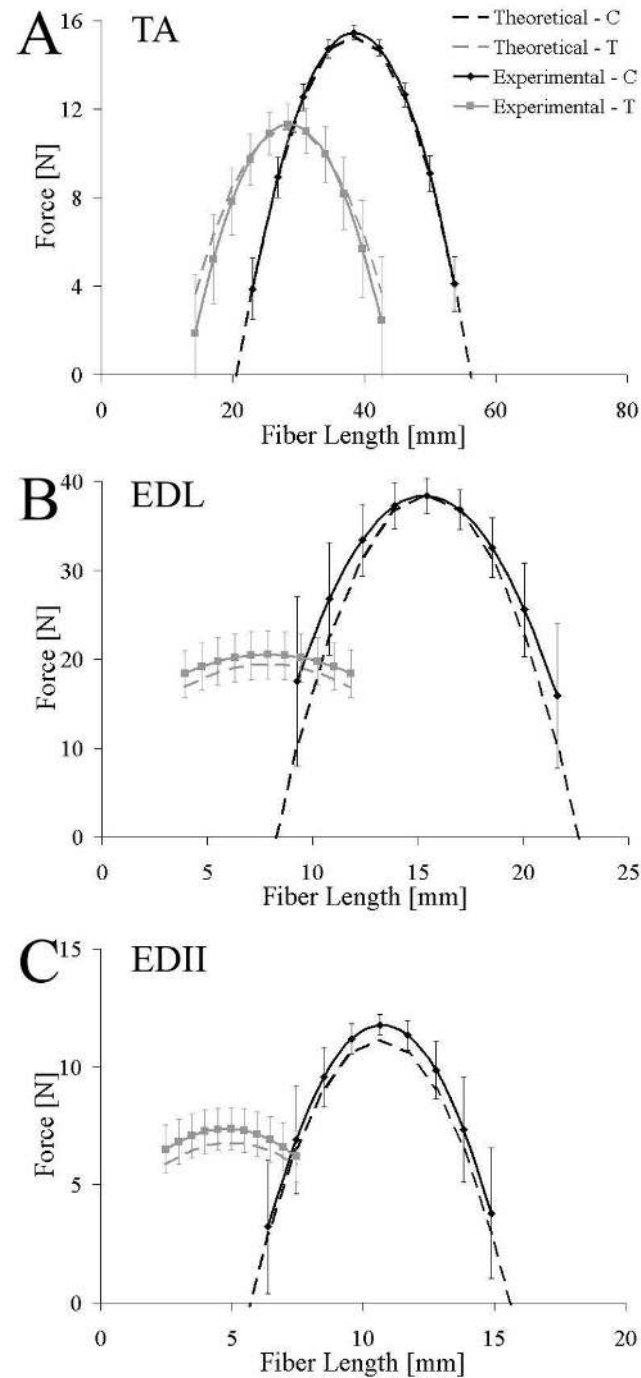 A TA
Theoretical - C
Theoretical - T
Experimental - C
Experimental - T
16
12
8
4
0
Force [N]
0 20 40 60 80
Fiber Length [mm]
B EDL
40
30
20
10
0
Force [N]
0 5 10 15 20 25
Fiber Length [mm]
C EDII
15
10
5
0
Force [N]
0 5 10 15 20
Fiber Length [mm]